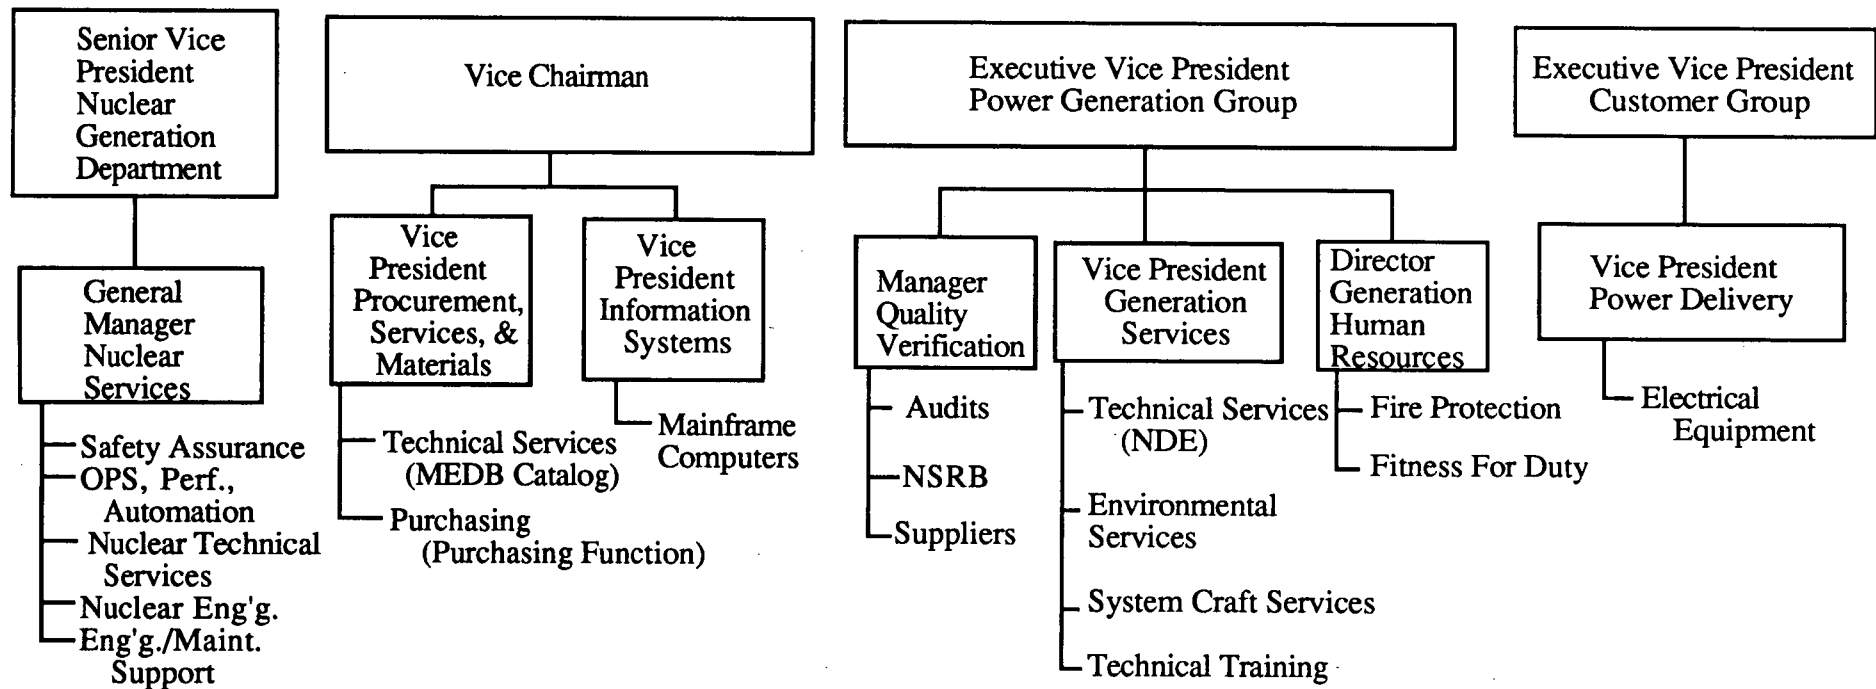 Senior Vice
President
Nuclear
Generation
Department
General
Manager
Nuclear
Services
Safety Assurance
OPS, Perf.,
Automation
Nuclear Technical
Services
Nuclear Eng'g.
Eng'g./Maint.
Support
Vice Chairman
Vice
President
Procurement,
Services, &
Materials
Technical Services
(MEDB Catalog)
Purchasing
(Purchasing Function)
Vice
President
Information
Systems
Mainframe
Computers
Executive Vice President
Power Generation Group
Manager
Quality
Verification
Audits
NSRB
Suppliers
Vice President
Generation
Services
Technical Services
(NDE)
Environmental
Services
System Craft Services
Technical Training
Director
Generation
Human
Resources
Fire Protection
Fitness For Duty
Executive Vice President
Customer Group
Vice President
Power Delivery
Electrical
Equipment